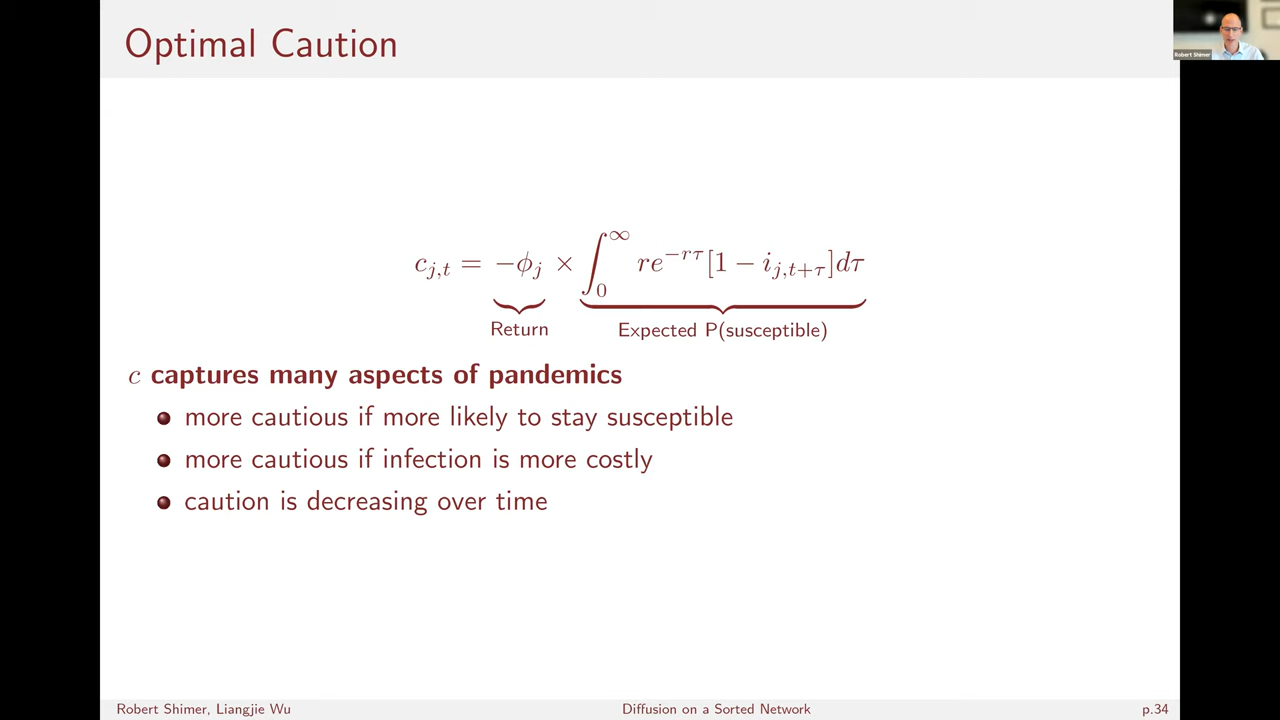 Optimal Caution
Robert Shimer
c_{j,t} = −φ_j × ∫_0^∞ re^{−rτ}[1 − i_{j,t+τ}]dτ
Return Expected P(susceptible)
c captures many aspects of pandemics
more cautious if more likely to stay susceptible
more cautious if infection is more costly
caution is decreasing over time
Robert Shimer, Liangjie Wu Diffusion on a Sorted Network p.34